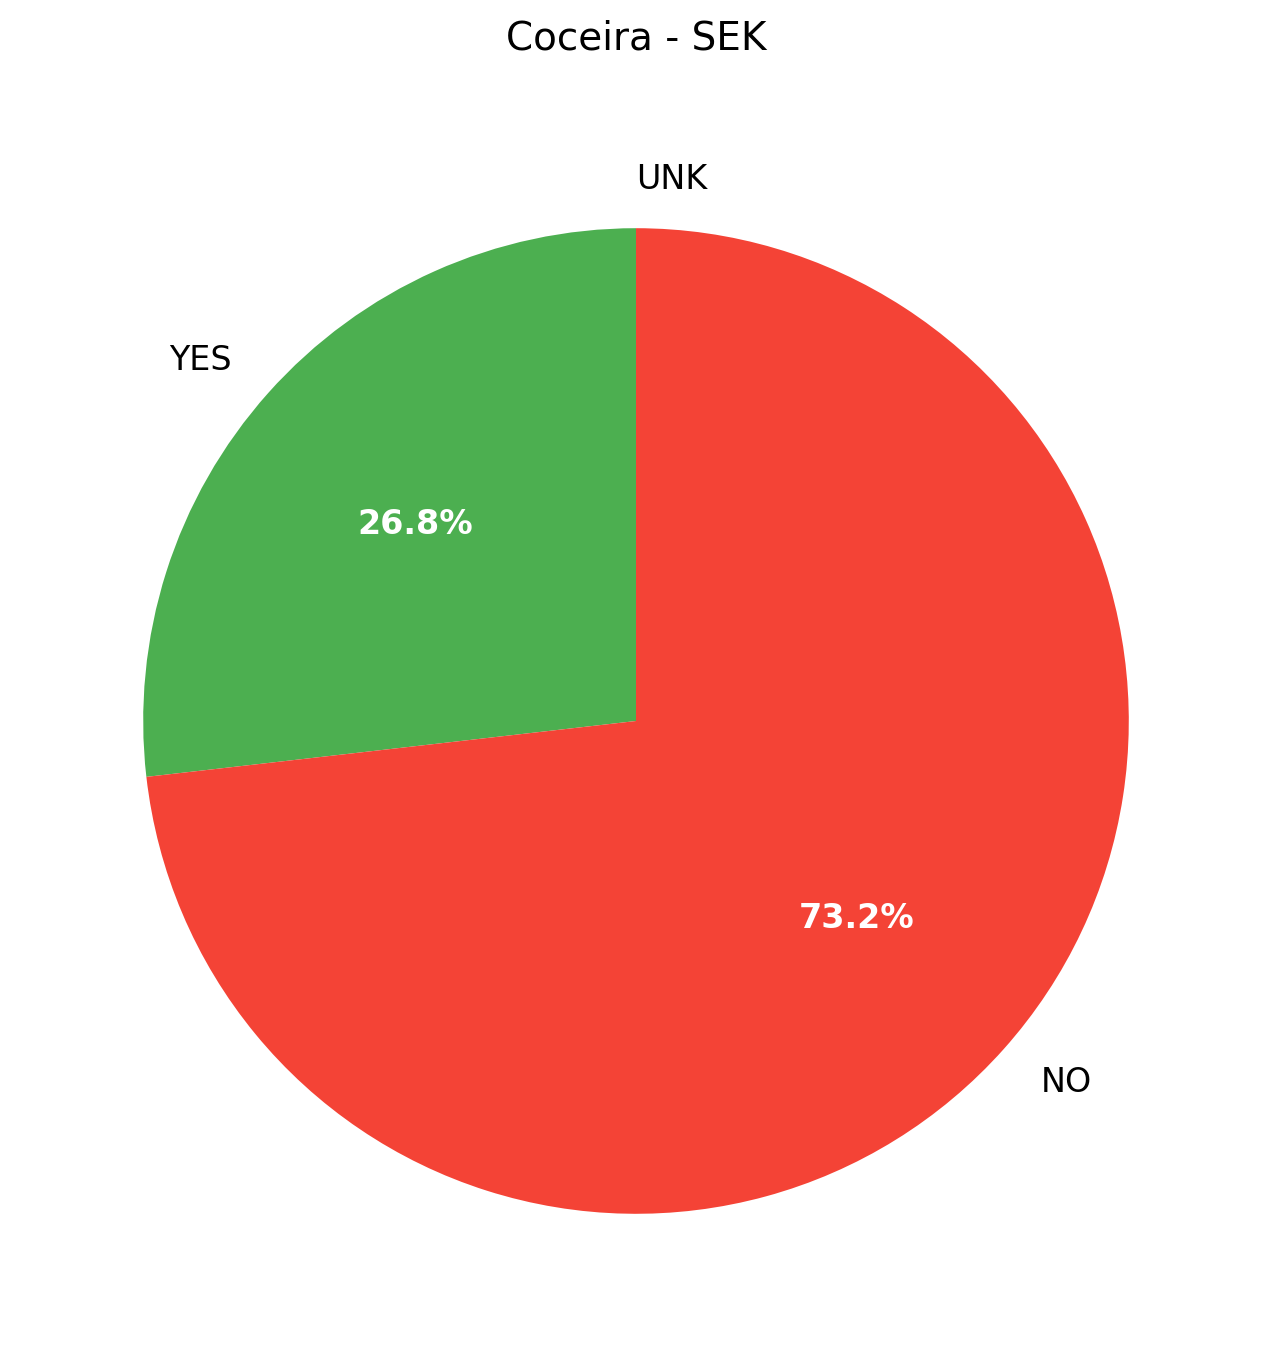 Coceira - SEK
UNK
YES
26.8%
73.2%
NO